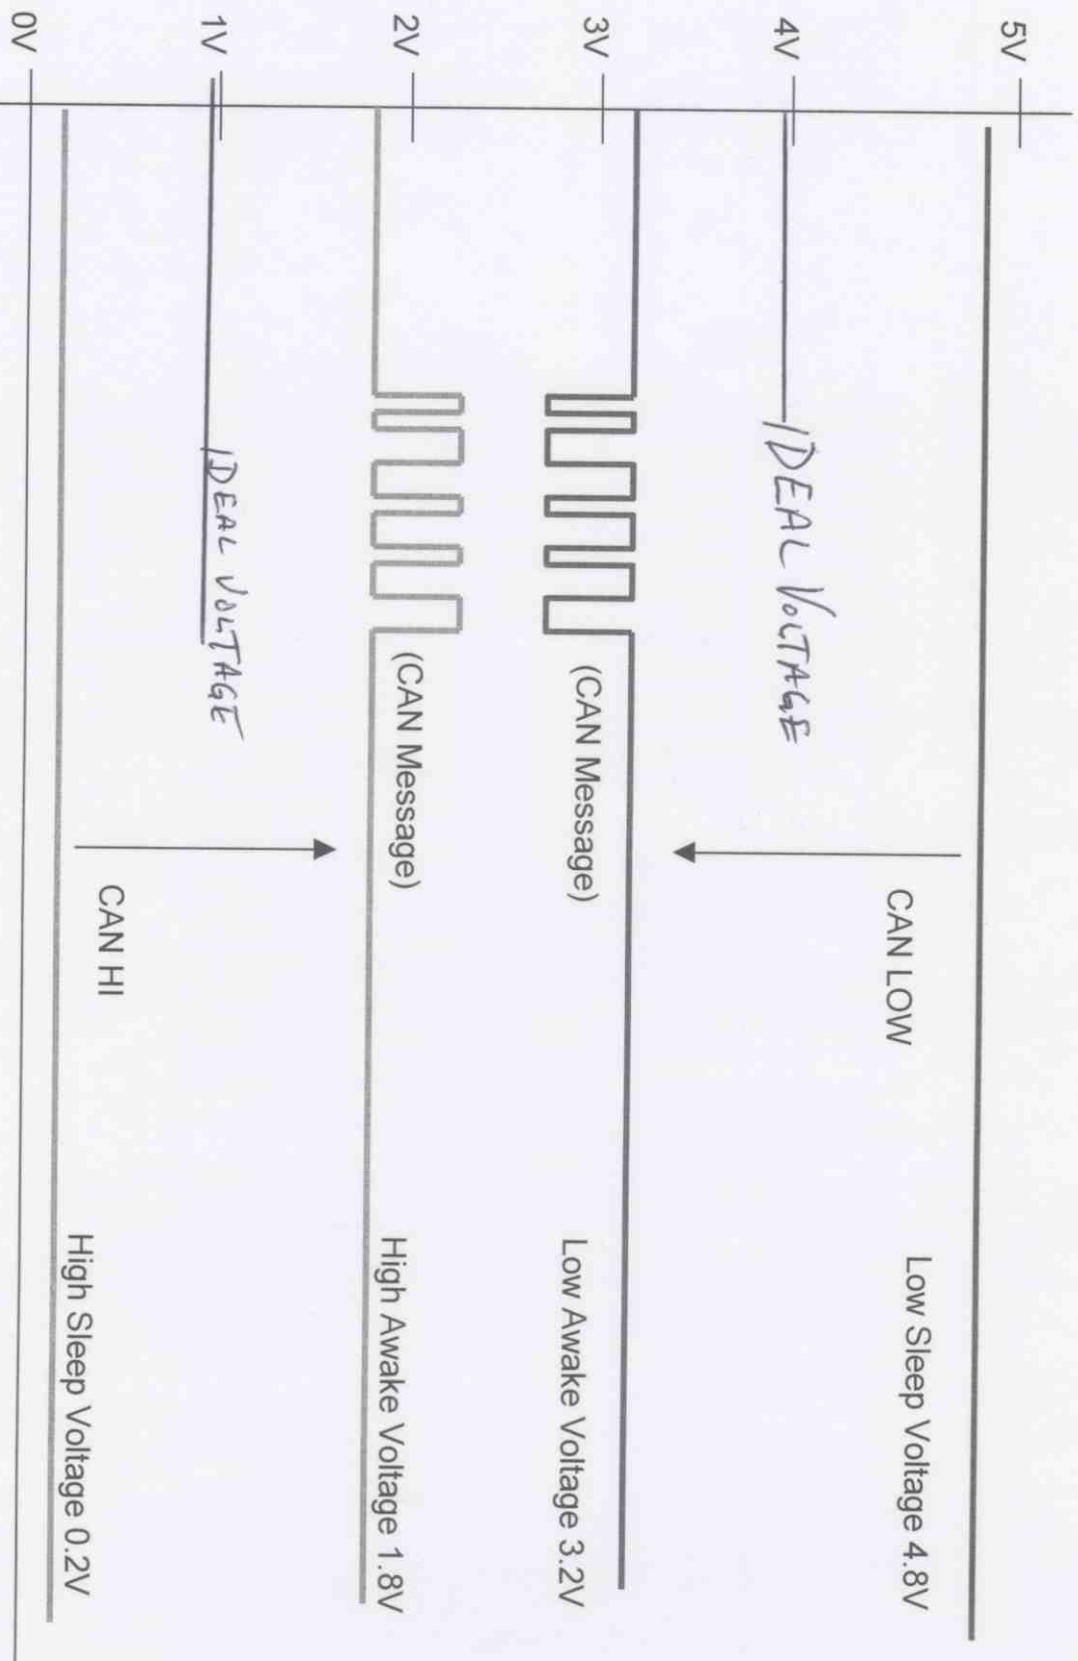 5V
Low Sleep Voltage 4.8V
CAN LOW
4V
IDEAL VOLTAGE
3V
(CAN Message)
Low Awake Voltage 3.2V
2V
(CAN Message)
High Awake Voltage 1.8V
1V
IDEAL VOLTAGE
CAN HI
High Sleep Voltage 0.2V
0V